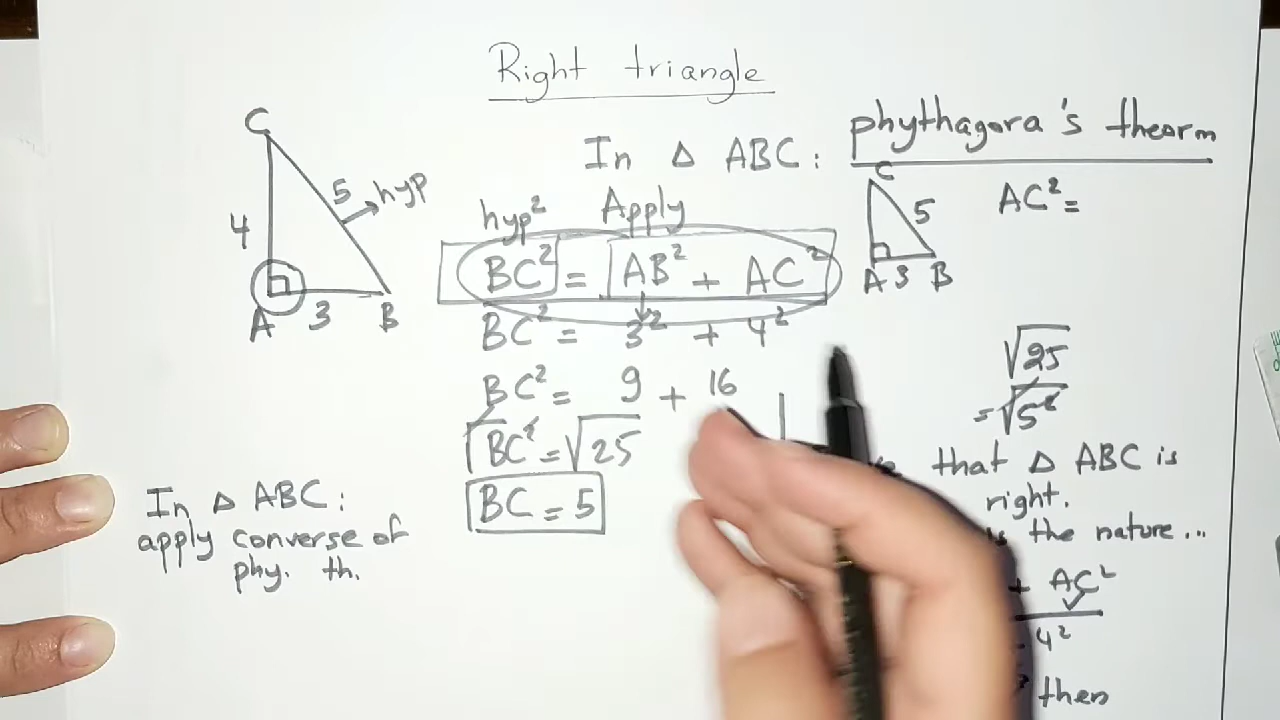 Right triangle
phythagora's theorm
In Δ ABC:
hyp² Apply
BC² = AB² + AC²
BC² = 3² + 4²
BC² = 9 + 16
√BC² = √25
BC = 5
C
5 → hyp
4
A 3 B
C
5
A 3 B
AC² =
√25
= √5²
that Δ ABC is
right.
the nature...
+ AC²
4²
then
In Δ ABC:
apply converse of
phy. th.